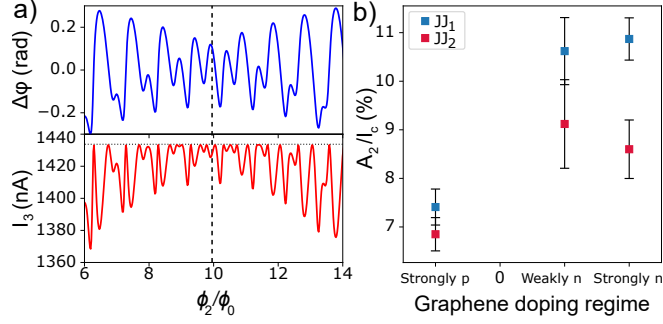 a)
Δφ (rad)
0.2
0.0
−0.2
I₃ (nA)
1440
1420
1400
1380
1360
6
8
10
12
14
ϕ₂/ϕ₀
b)
JJ₁
JJ₂
A₂/I꜀ (%)
11
10
9
8
7
Strongly p
0
Weakly n
Strongly n
Graphene doping regime